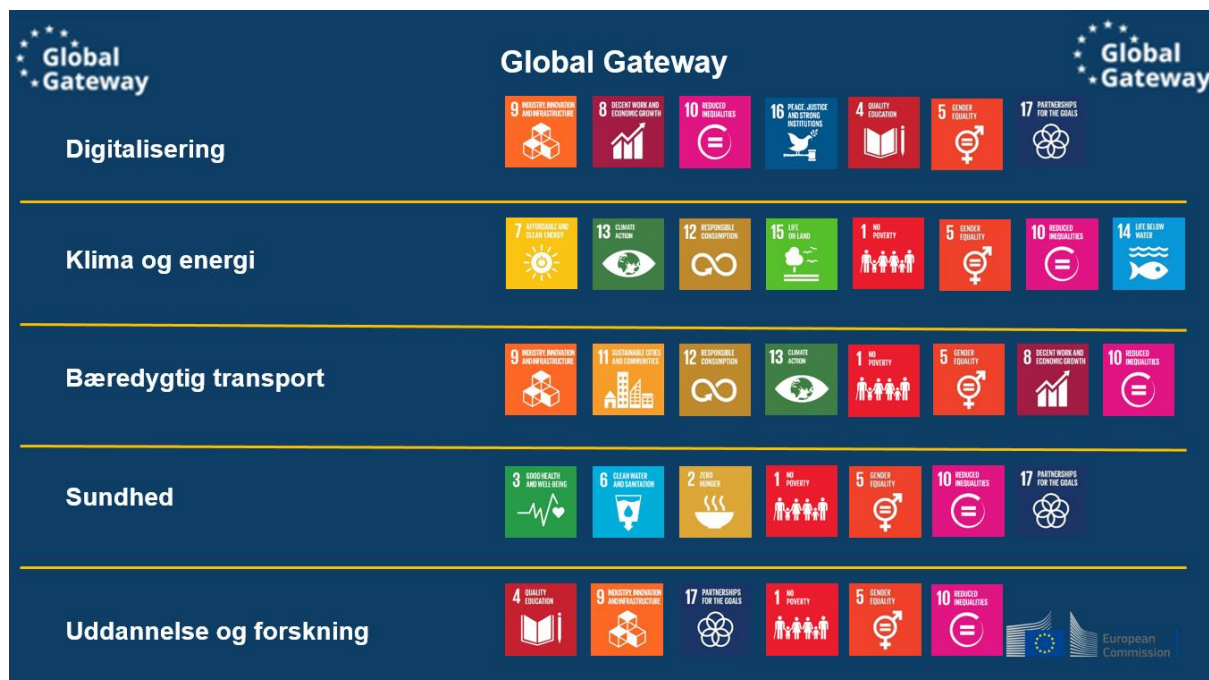 Global
Gateway
Global Gateway
Global
Gateway
Digitalisering
9 INDUSTRY, INNOVATION
AND INFRASTRUCTURE
8 DECENT WORK AND
ECONOMIC GROWTH
10 REDUCED
INEQUALITIES
16 PEACE, JUSTICE
AND STRONG
INSTITUTIONS
4 QUALITY
EDUCATION
5 GENDER
EQUALITY
17 PARTNERSHIPS
FOR THE GOALS
Klima og energi
7 AFFORDABLE AND
CLEAN ENERGY
13 CLIMATE
ACTION
12 RESPONSIBLE
CONSUMPTION
15 LIFE
ON LAND
1 NO
POVERTY
5 GENDER
EQUALITY
10 REDUCED
INEQUALITIES
14 LIFE BELOW
WATER
Bæredygtig transport
9 INDUSTRY, INNOVATION
AND INFRASTRUCTURE
11 SUSTAINABLE CITIES
AND COMMUNITIES
12 RESPONSIBLE
CONSUMPTION
13 CLIMATE
ACTION
1 NO
POVERTY
5 GENDER
EQUALITY
8 DECENT WORK AND
ECONOMIC GROWTH
10 REDUCED
INEQUALITIES
Sundhed
3 GOOD HEALTH
AND WELL-BEING
6 CLEAN WATER
AND SANITATION
2 ZERO
HUNGER
1 NO
POVERTY
5 GENDER
EQUALITY
10 REDUCED
INEQUALITIES
17 PARTNERSHIPS
FOR THE GOALS
Uddannelse og forskning
4 QUALITY
EDUCATION
9 INDUSTRY, INNOVATION
AND INFRASTRUCTURE
17 PARTNERSHIPS
FOR THE GOALS
1 NO
POVERTY
5 GENDER
EQUALITY
10 REDUCED
INEQUALITIES
European
Commission